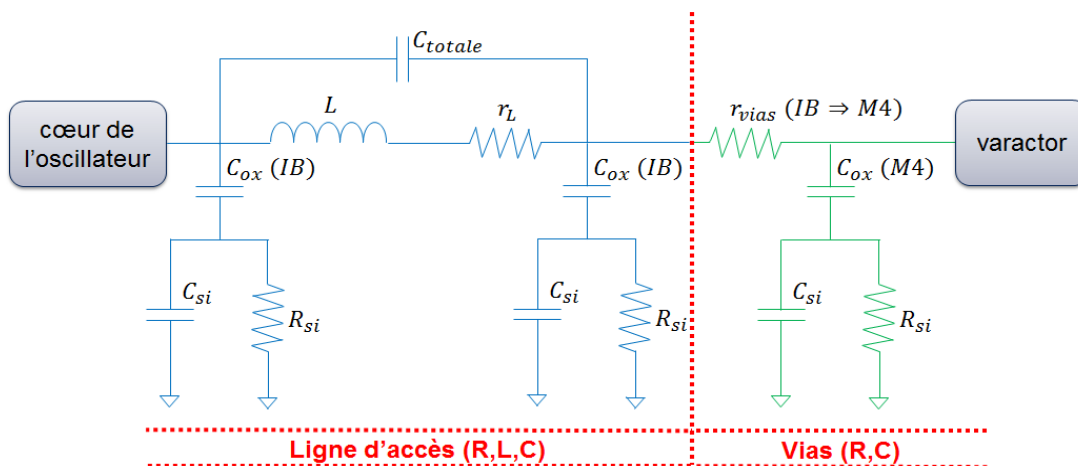 C_totale
cœur de
l'oscillateur
L
r_L
r_vias (IB ⇒ M4)
varactor
C_ox (IB)
C_ox (IB)
C_ox (M4)
C_si
R_si
C_si
R_si
C_si
R_si
Ligne d'accès (R,L,C)
Vias (R,C)